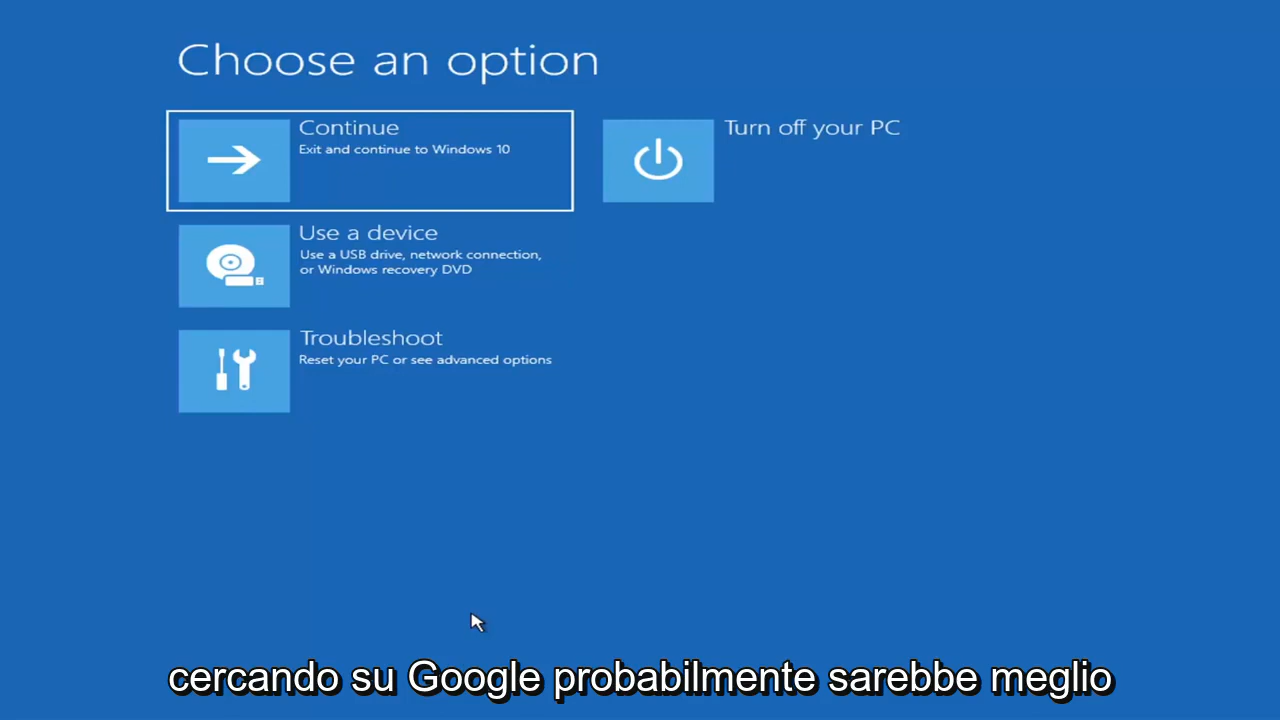 Choose an option
Continue
Exit and continue to Windows 10
Turn off your PC
Use a device
Use a USB drive, network connection,
or Windows recovery DVD
Troubleshoot
Reset your PC or see advanced options
cercando su Google probabilmente sarebbe meglio